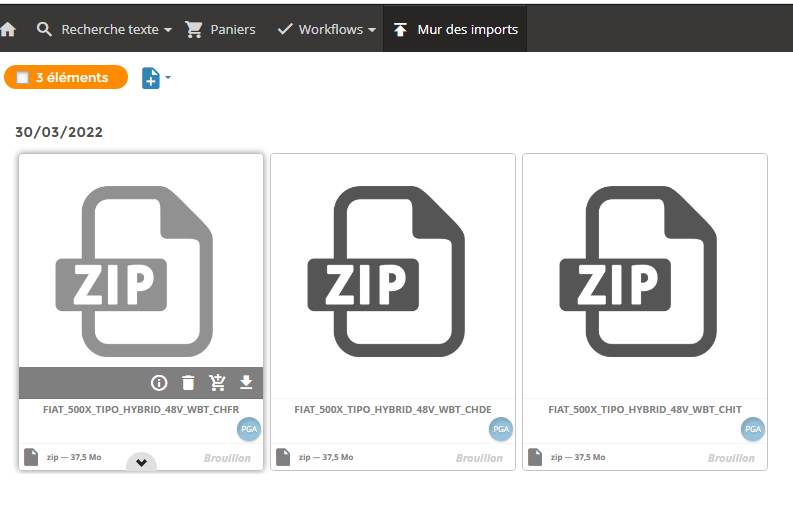 Recherche texte Paniers Workflows Mur des imports
3 éléments
30/03/2022
ZIP ZIP ZIP
FIAT_500X_TIPO_HYBRID_48V_WBT_CHFR FIAT_500X_TIPO_HYBRID_48V_WBT_CHDE FIAT_500X_TIPO_HYBRID_48V_WBT_CHIT
PGA PGA PGA
zip — 37,5 Mo Brouillon zip — 37,5 Mo Brouillon zip — 37,5 Mo Brouillon